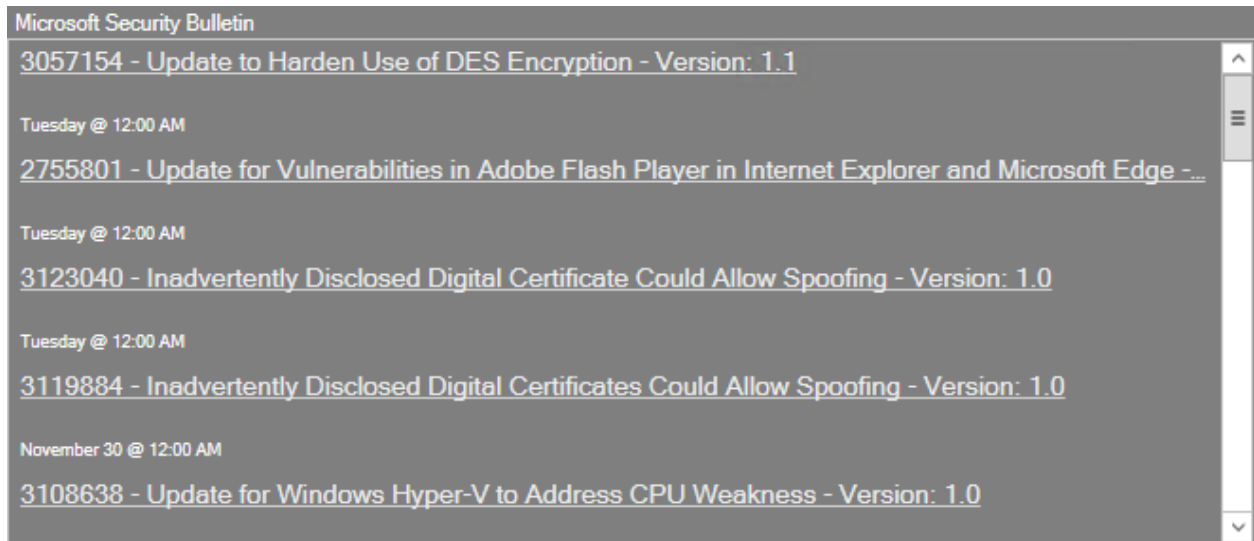 Microsoft Security Bulletin
3057154 - Update to Harden Use of DES Encryption - Version: 1.1
Tuesday @ 12:00 AM
2755801 - Update for Vulnerabilities in Adobe Flash Player in Internet Explorer and Microsoft Edge -...
Tuesday @ 12:00 AM
3123040 - Inadvertently Disclosed Digital Certificate Could Allow Spoofing - Version: 1.0
Tuesday @ 12:00 AM
3119884 - Inadvertently Disclosed Digital Certificates Could Allow Spoofing - Version: 1.0
November 30 @ 12:00 AM
3108638 - Update for Windows Hyper-V to Address CPU Weakness - Version: 1.0